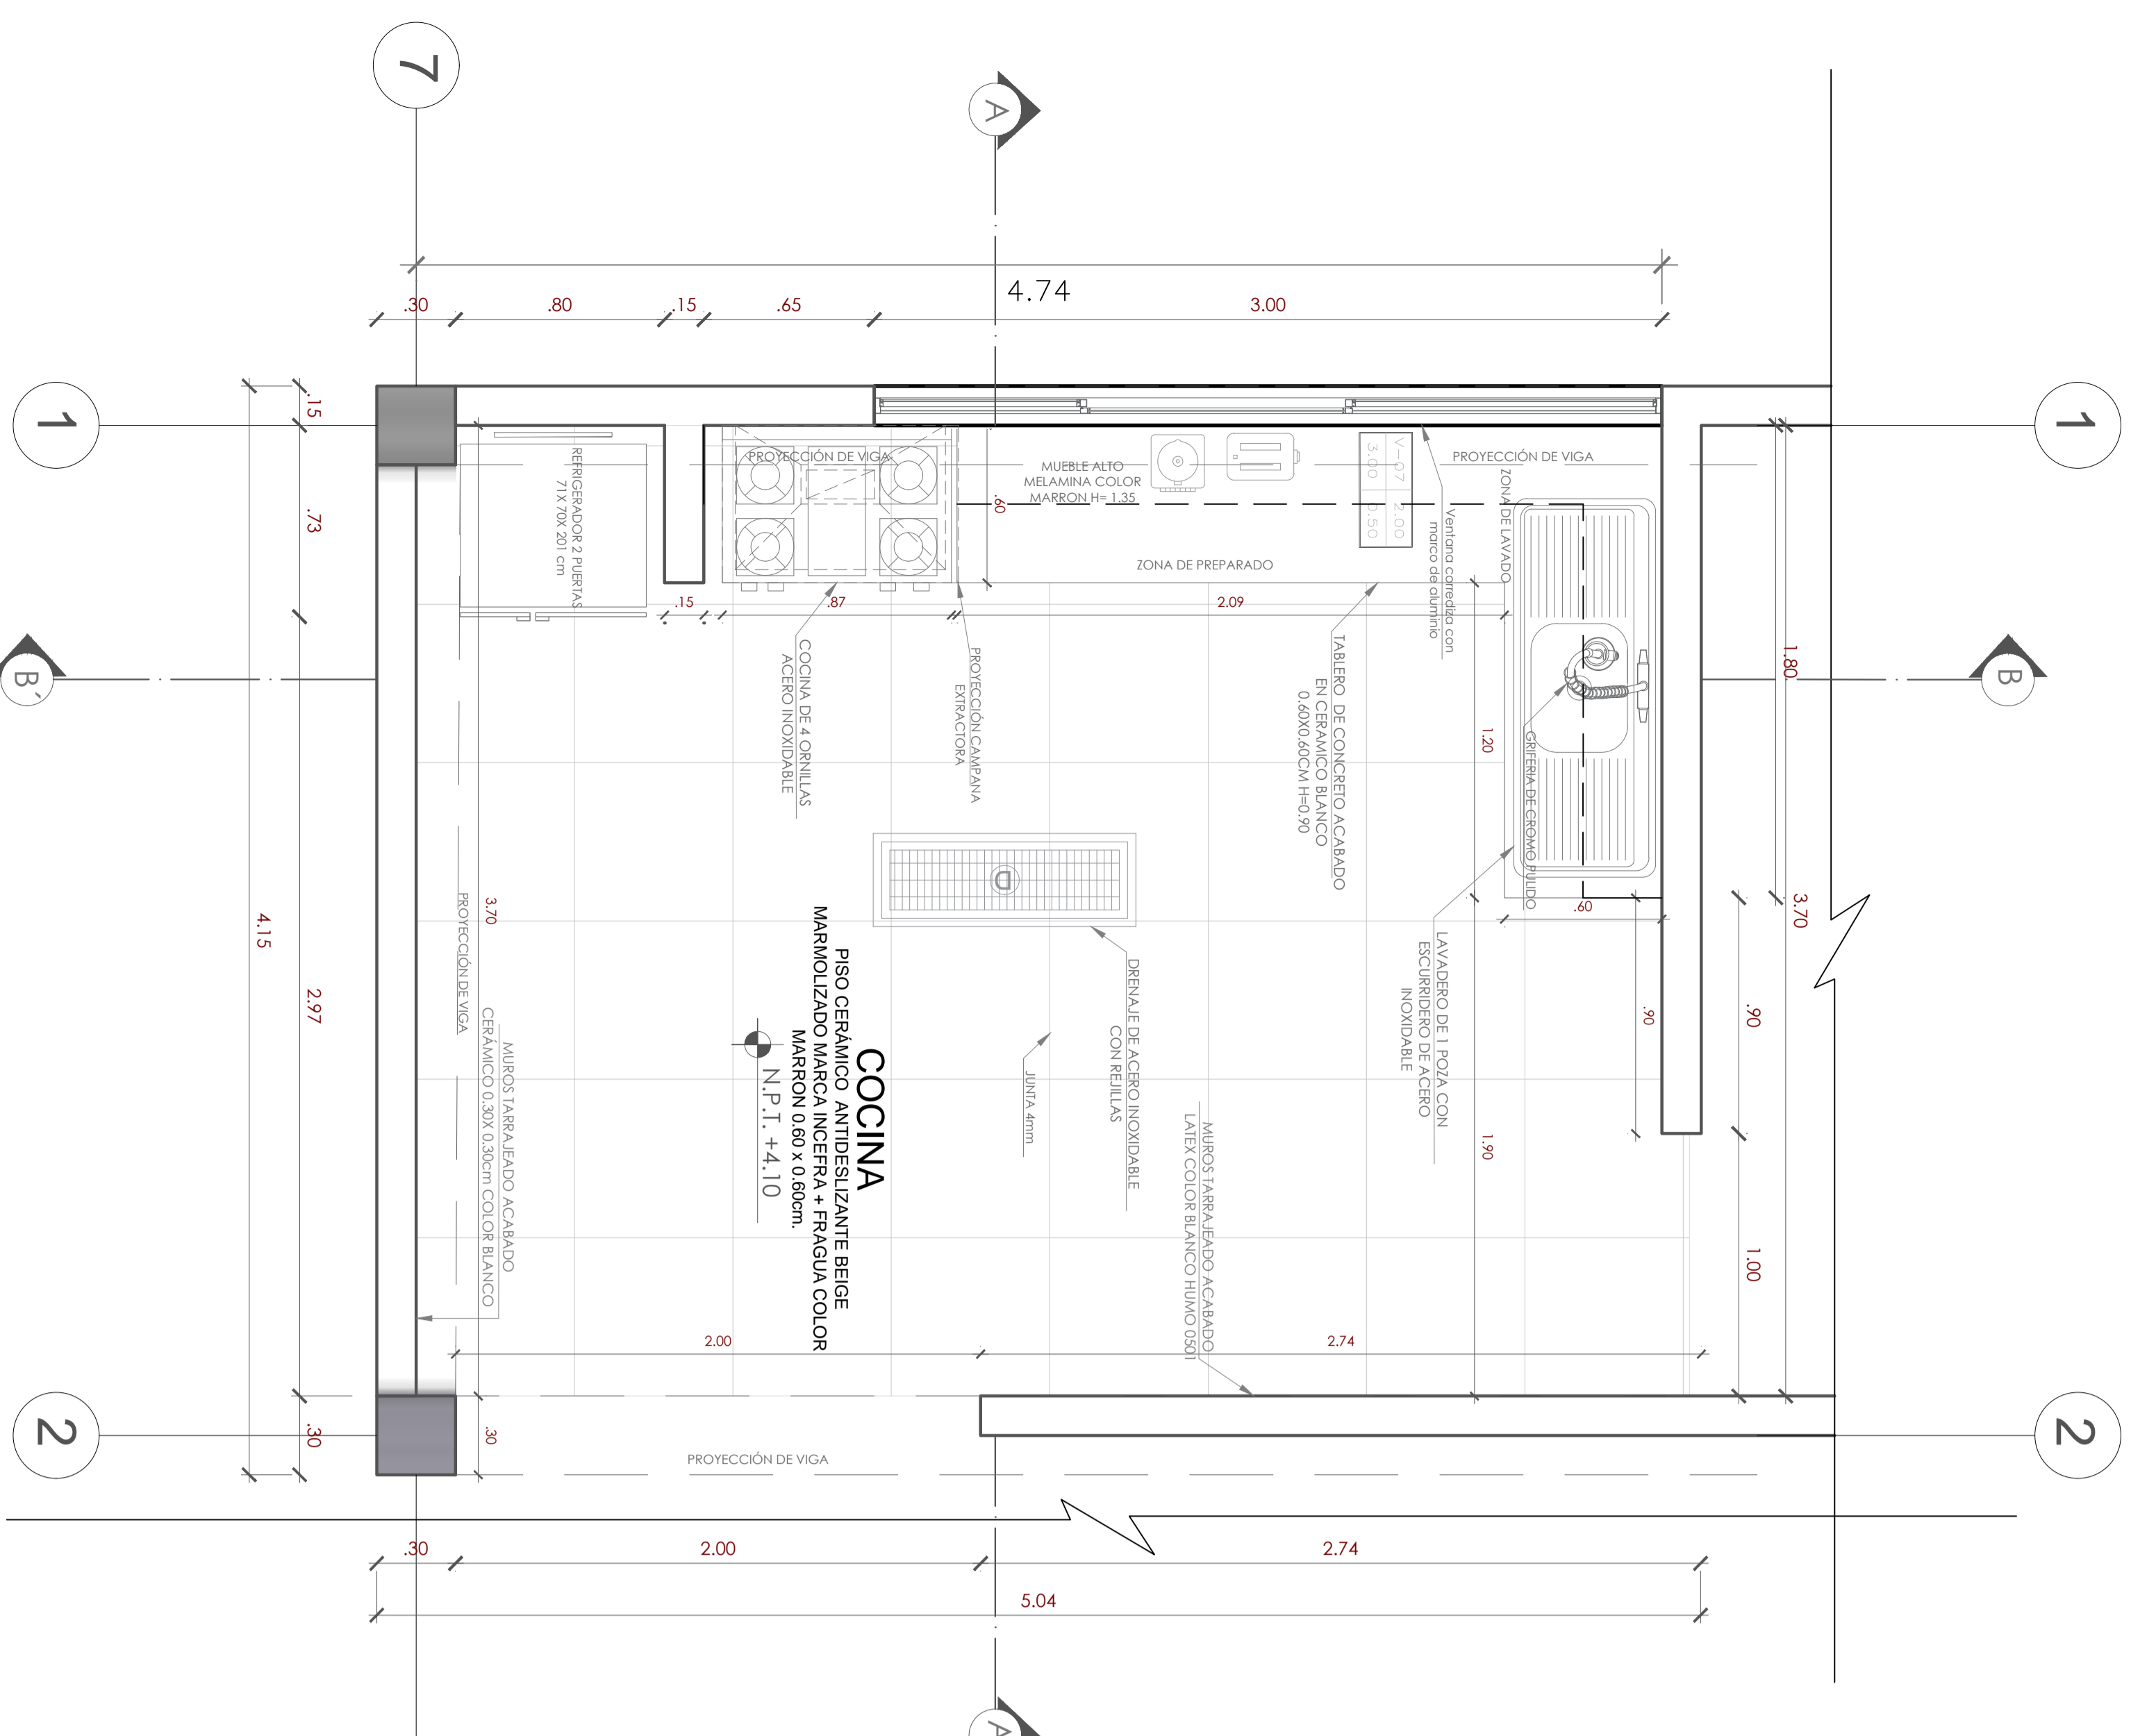 7
A
4.74
.30
.80
.15
.65
3.00
1
1
.15
.73
2.97
.30
4.15
PROYECCIÓN DE VIGA
MUEBLE ALTO
MELAMINA COLOR
MARRON H= 1.35
.60
V-07
2.00
3.00
0.50
PROYECCIÓN DE VIGA
ZONA DE LAVADO
Ventana corrediza con
marco de aluminio
REFRIGERADOR 2 PUERTAS
71X 70X 201 cm
ZONA DE PREPARADO
.15
.87
2.09
B´
B
1.80
3.70
1.20
COCINA DE 4 ORNILLAS
ACERO INOXIDABLE
PROYECCIÓN CAMPANA
EXTRACTORA
TABLERO DE CONCRETO ACABADO
EN CERAMICO BLANCO
0.60X0.60CM H=0.90
GRIFERIA DE CROMO PULIDO
.60
.90
.90
LAVADERO DE 1 POZA CON
ESCURRIDERO DE ACERO
INOXIDABLE
D
3.70
PROYECCIÓN DE VIGA
DRENAJE DE ACERO INOXIDABLE
CON REJILLAS
JUNTA 4mm
COCINA
PISO CERÁMICO ANTIDESLIZANTE BEIGE
MARMOLIZADO MARCA INCEFRA + FRAGUA COLOR
MARRON 0.60 x 0.60cm.
N.P.T. +4.10
MUROS TARRAJEADO ACABADO
CERÁMICO 0.30X 0.30cm COLOR BLANCO
MUROS TARRAJEADO ACABADO
LATEX COLOR BLANCO HUMO 0501
1.90
1.00
2.00
2.74
2
2
.30
PROYECCIÓN DE VIGA
.30
2.00
2.74
5.04
A